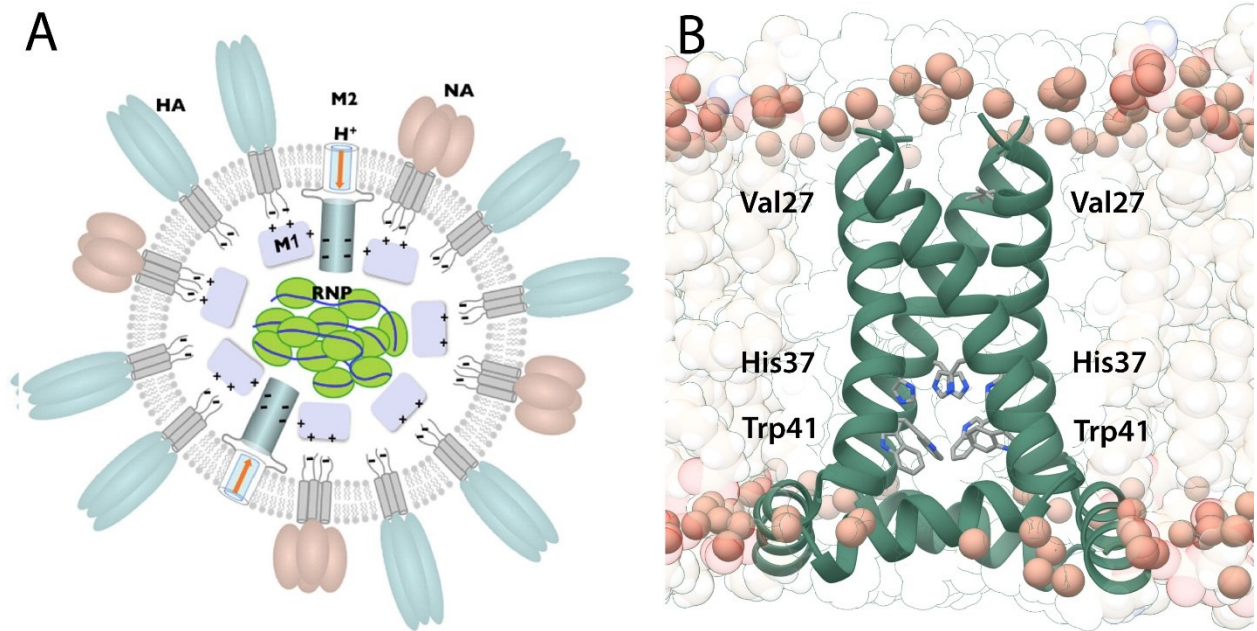 A
HA
M2
H+
NA
M1
RNP
B
Val27
Val27
His37
His37
Trp41
Trp41